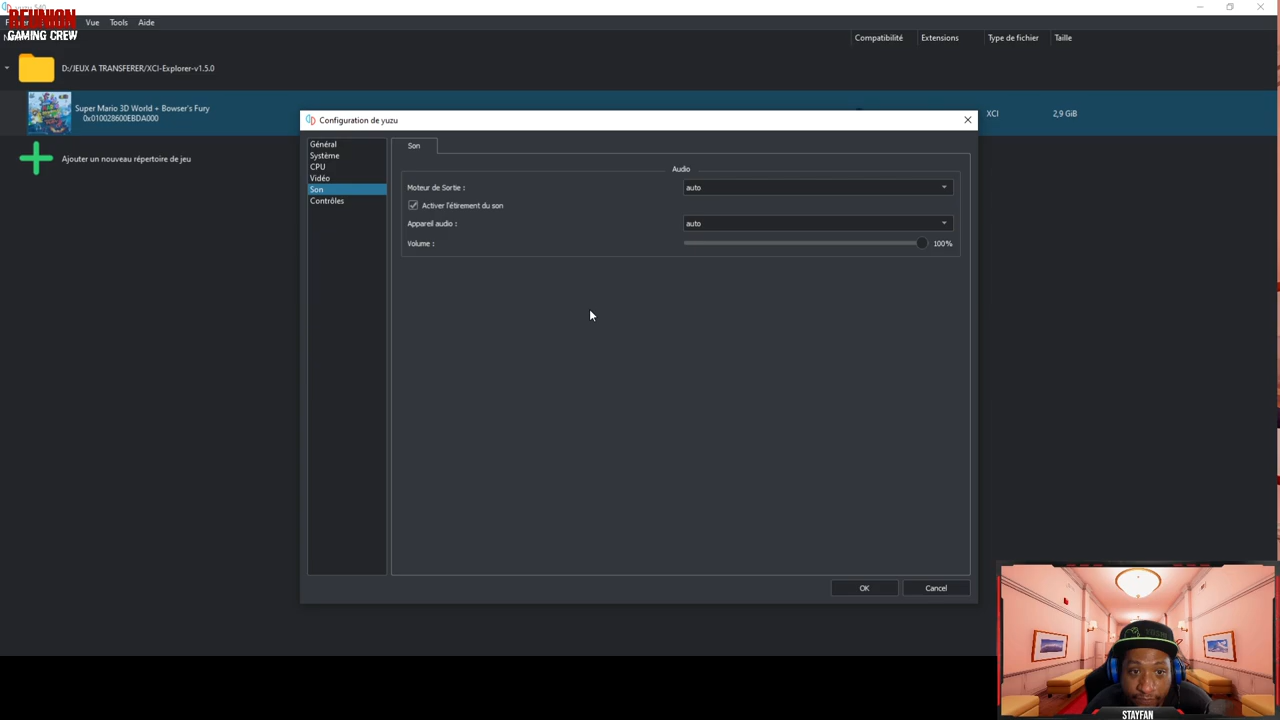 yuzu 540
REUNION
GAMING CREW
Vue Tools Aide
Compatibilité Extensions Type de fichier Taille
D:/JEUX A TRANSFERER/XCI-Explorer-v1.5.0
Super Mario 3D World + Bowser's Fury
0x010028600EBDA000
XCI 2,9 GiB
Ajouter un nouveau répertoire de jeu
Configuration de yuzu
Général
Système
CPU
Vidéo
Son
Contrôles
Son
Audio
Moteur de Sortie : auto
Activer l'étirement du son
Appareil audio : auto
Volume : 100%
OK Cancel
STAYFAN